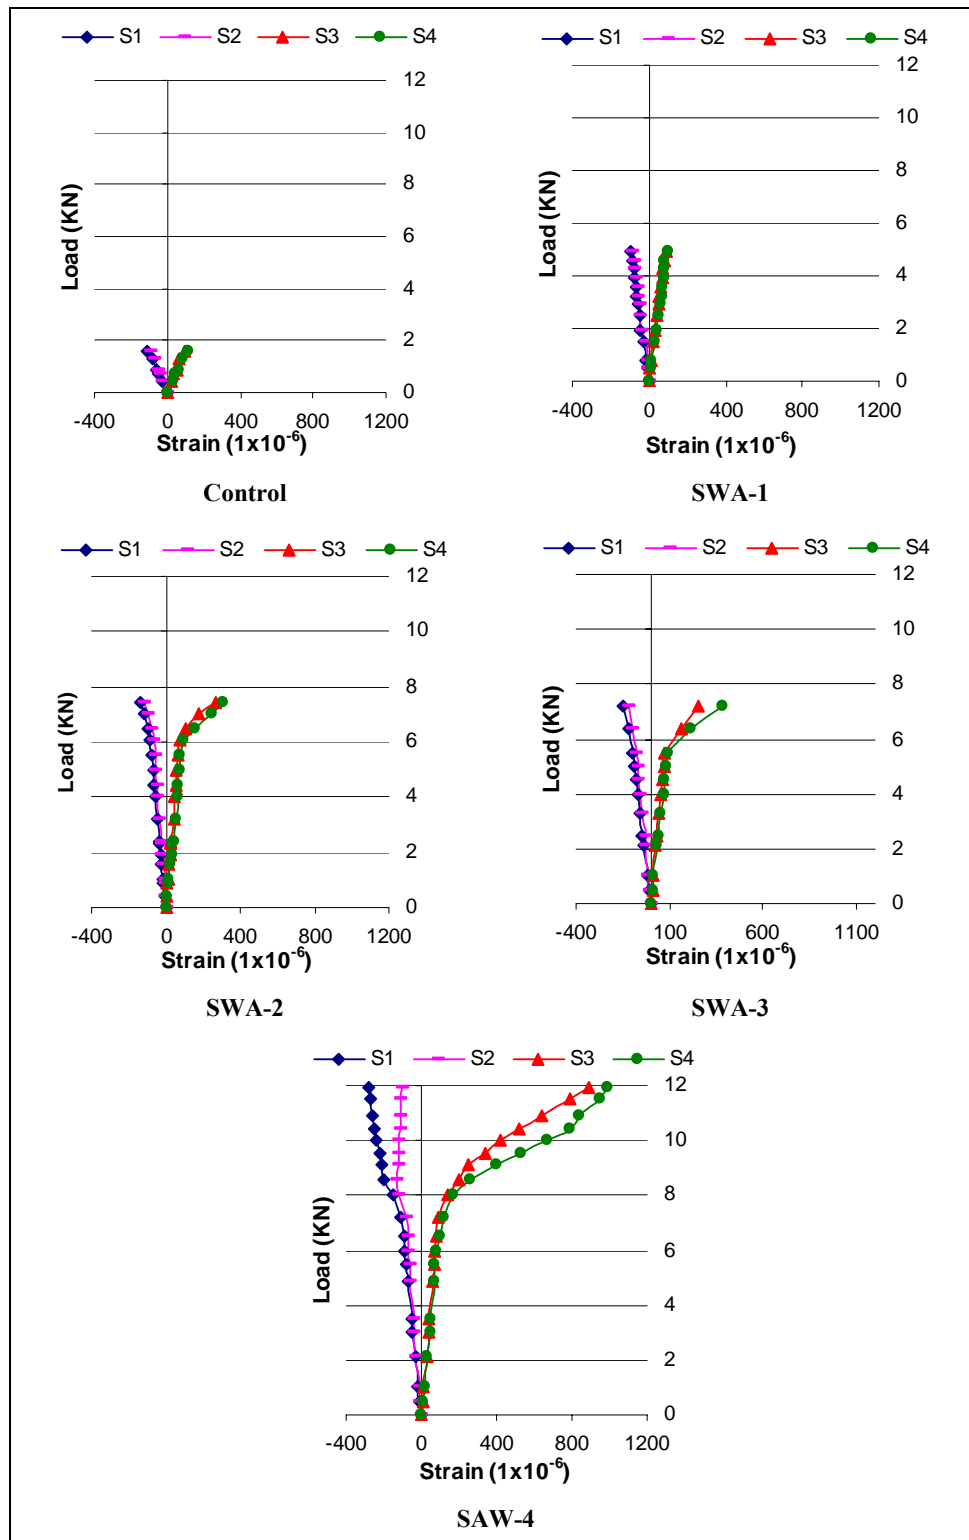 S1 S2 S3 S4
12
10
8
6
4
2
0
Load (KN)
-400 0 400 800 1200
Strain (1x10⁻⁶)
Control
S1 S2 S3 S4
12
10
8
6
4
2
0
Load (KN)
-400 0 400 800 1200
Strain (1x10⁻⁶)
SWA-1
S1 S2 S3 S4
12
10
8
6
4
2
0
Load (KN)
-400 0 400 800 1200
Strain (1x10⁻⁶)
SWA-2
S1 S2 S3 S4
12
10
8
6
4
2
0
Load (KN)
-400 100 600 1100
Strain (1x10⁻⁶)
SWA-3
S1 S2 S3 S4
12
10
8
6
4
2
0
Load (KN)
-400 0 400 800 1200
Strain (1x10⁻⁶)
SAW-4